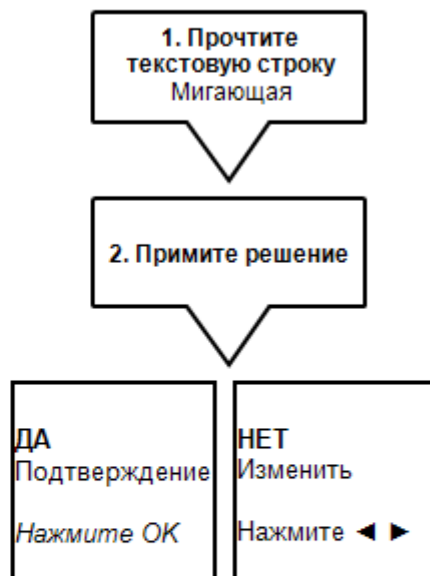 1. Прочтите
текстовую строку
Мигающая
2. Примите решение
ДА
Подтверждение
Нажмите OK
НЕТ
Изменить
Нажмите ◄ ►